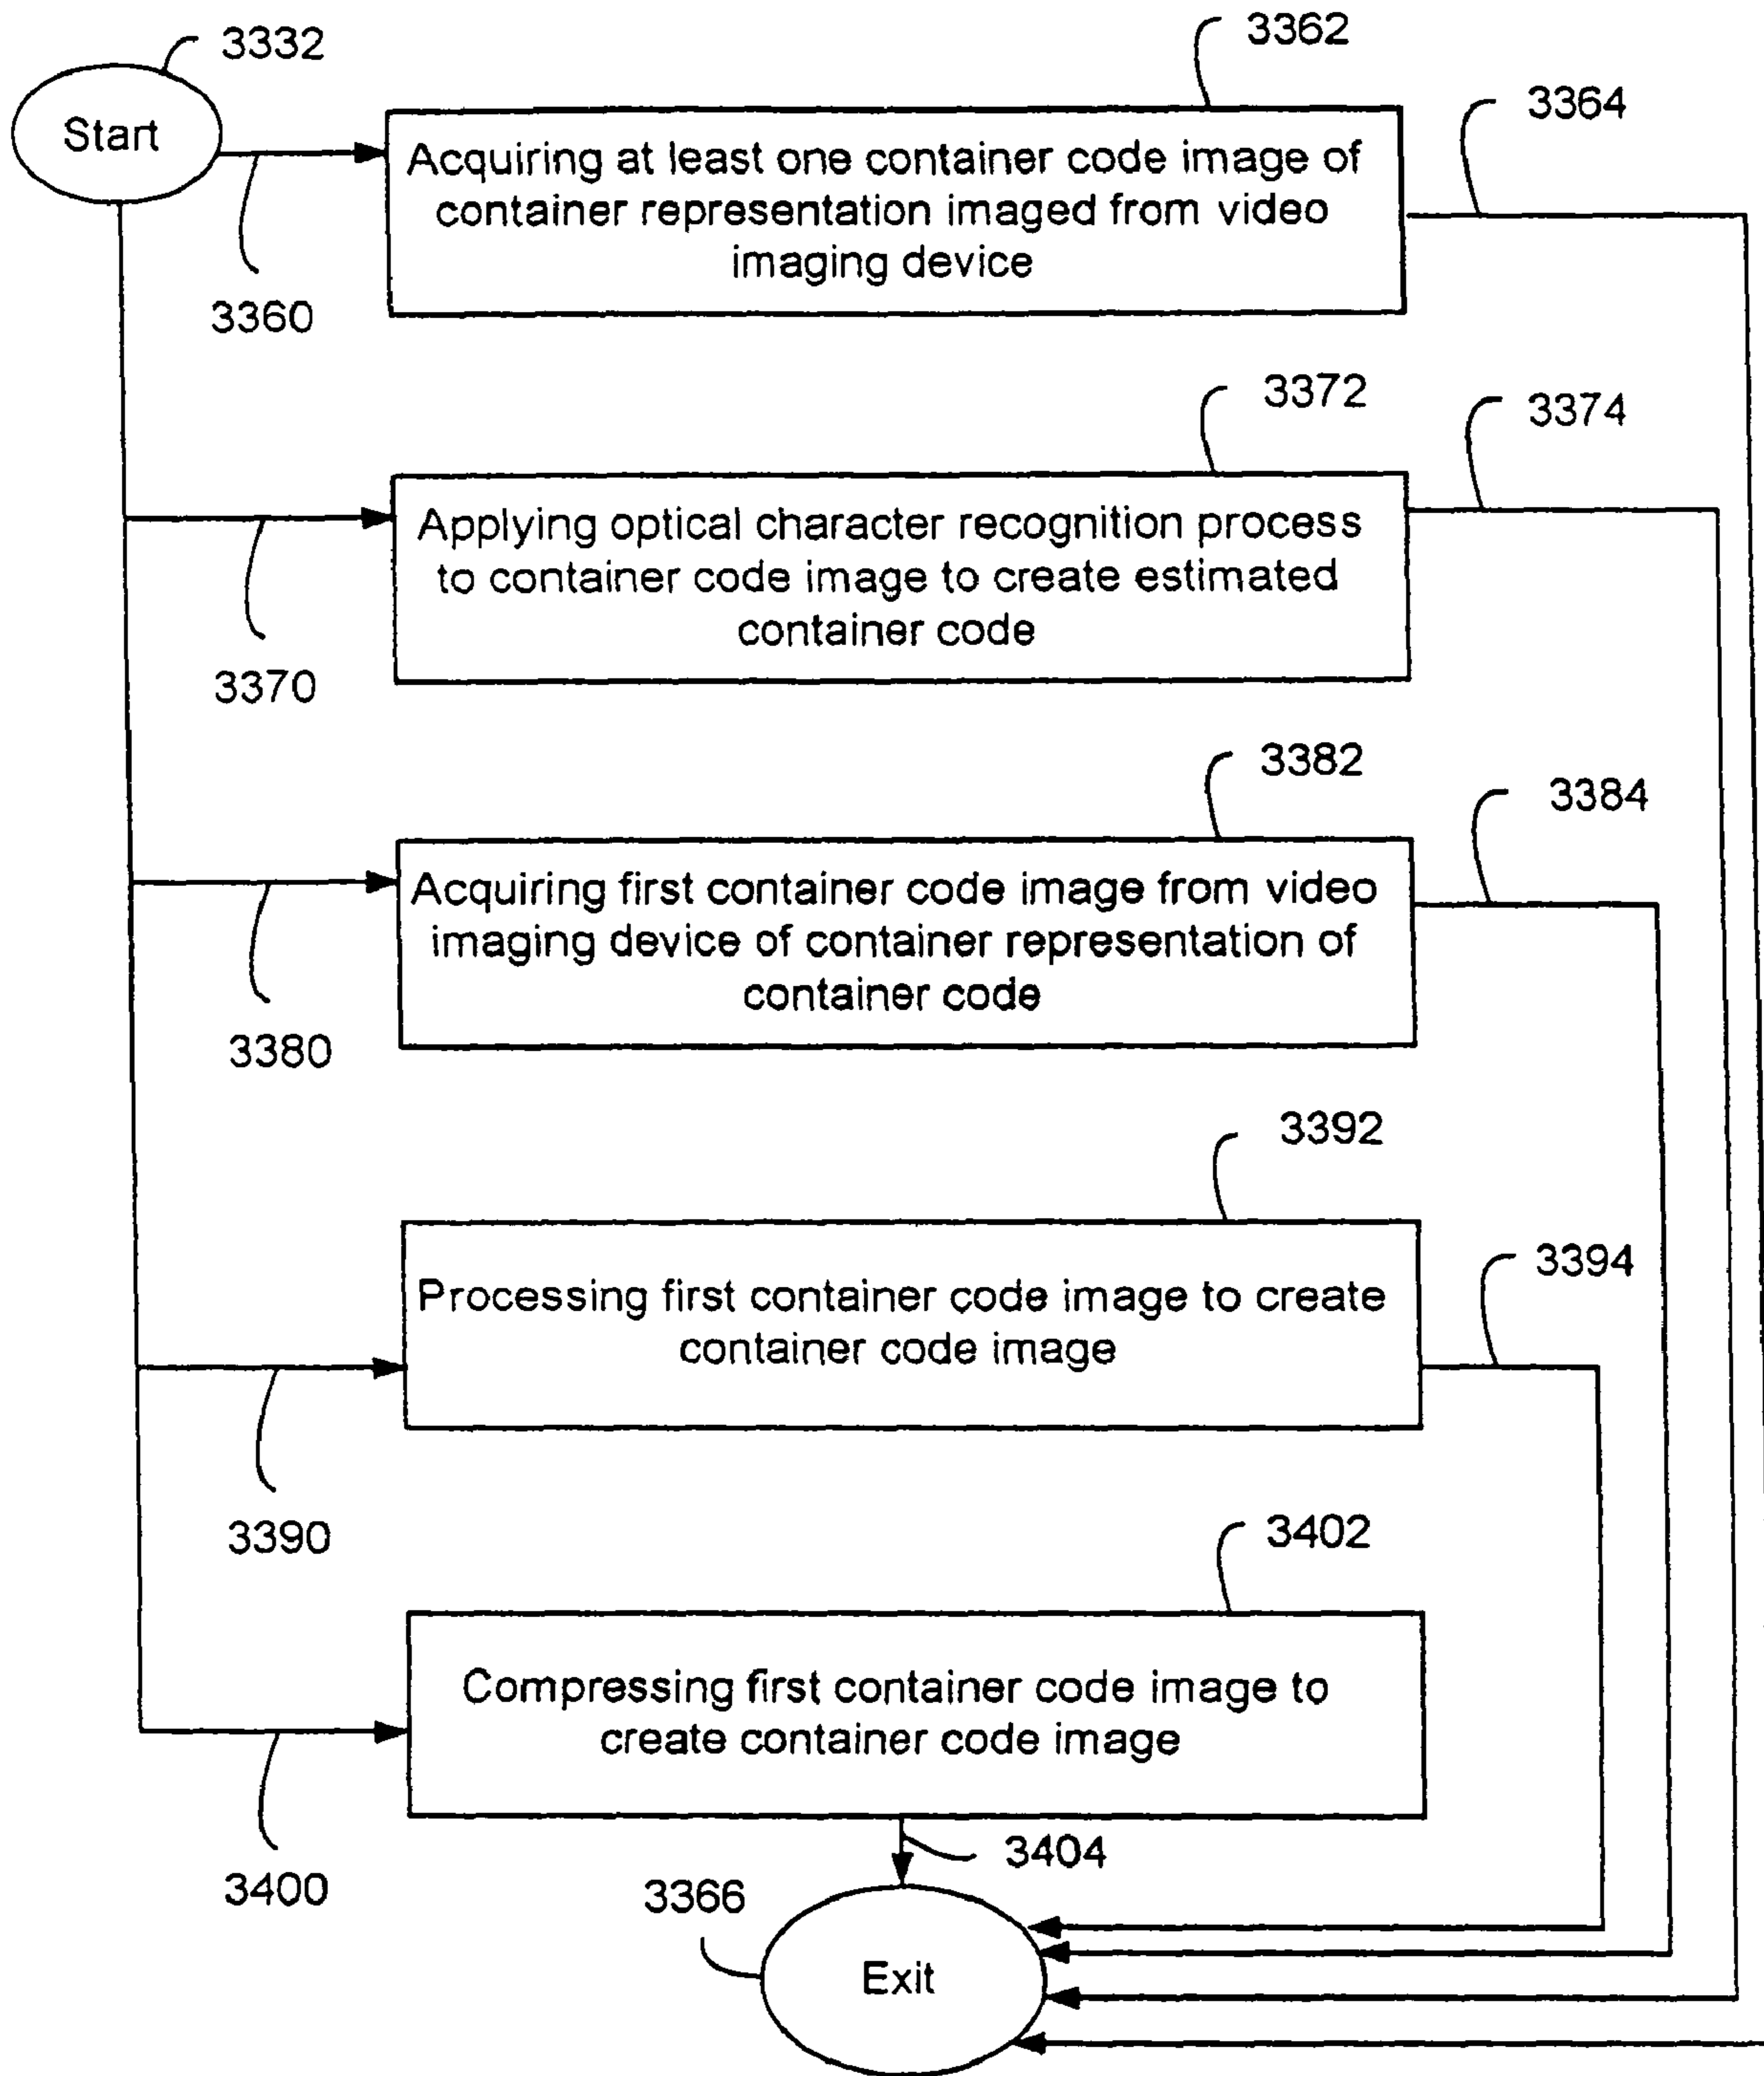 3332
Start
3360
3362
3364
Acquiring at least one container code image of
container representation imaged from video
imaging device
3370
3372
3374
Applying optical character recognition process
to container code image to create estimated
container code
3380
3382
3384
Acquiring first container code image from video
imaging device of container representation of
container code
3390
3392
3394
Processing first container code image to create
container code image
3400
3402
Compressing first container code image to
create container code image
3404
3366
Exit